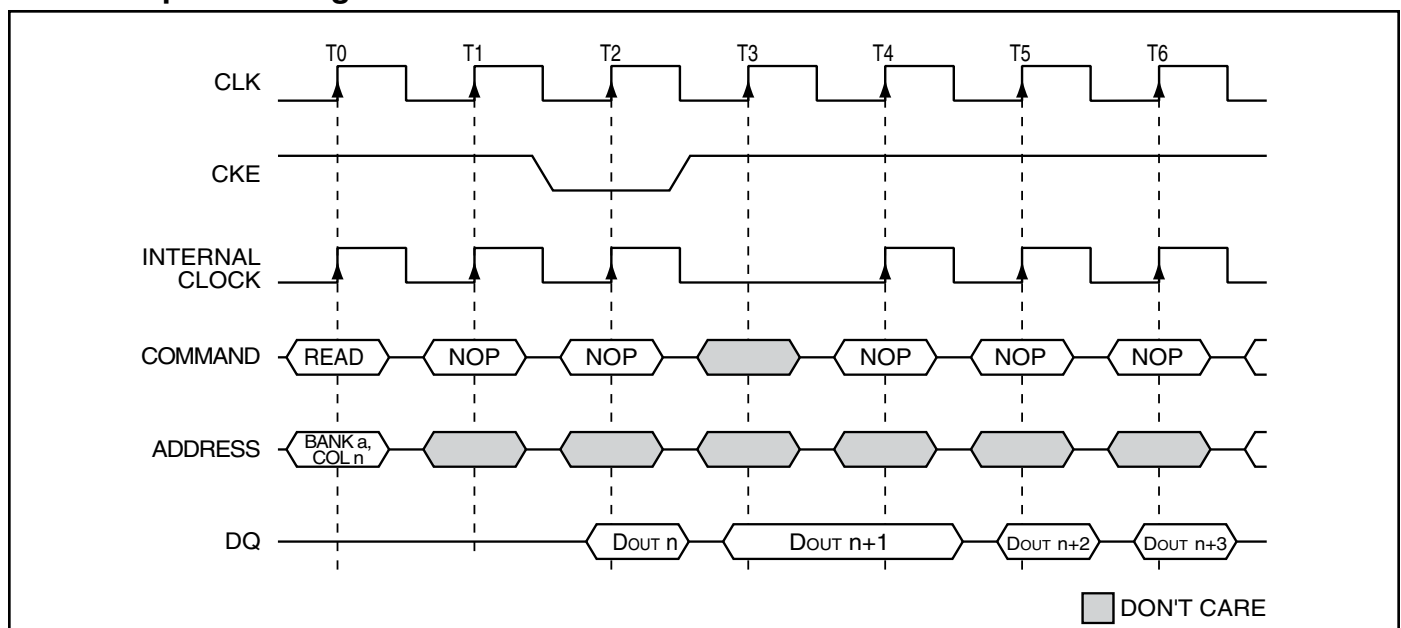 T0 T1 T2 T3 T4 T5 T6
CLK
CKE
INTERNAL
CLOCK
COMMAND READ NOP NOP NOP NOP NOP
ADDRESS BANK a,
COL n
DQ DOUT n DOUT n+1 DOUT n+2 DOUT n+3
DON'T CARE